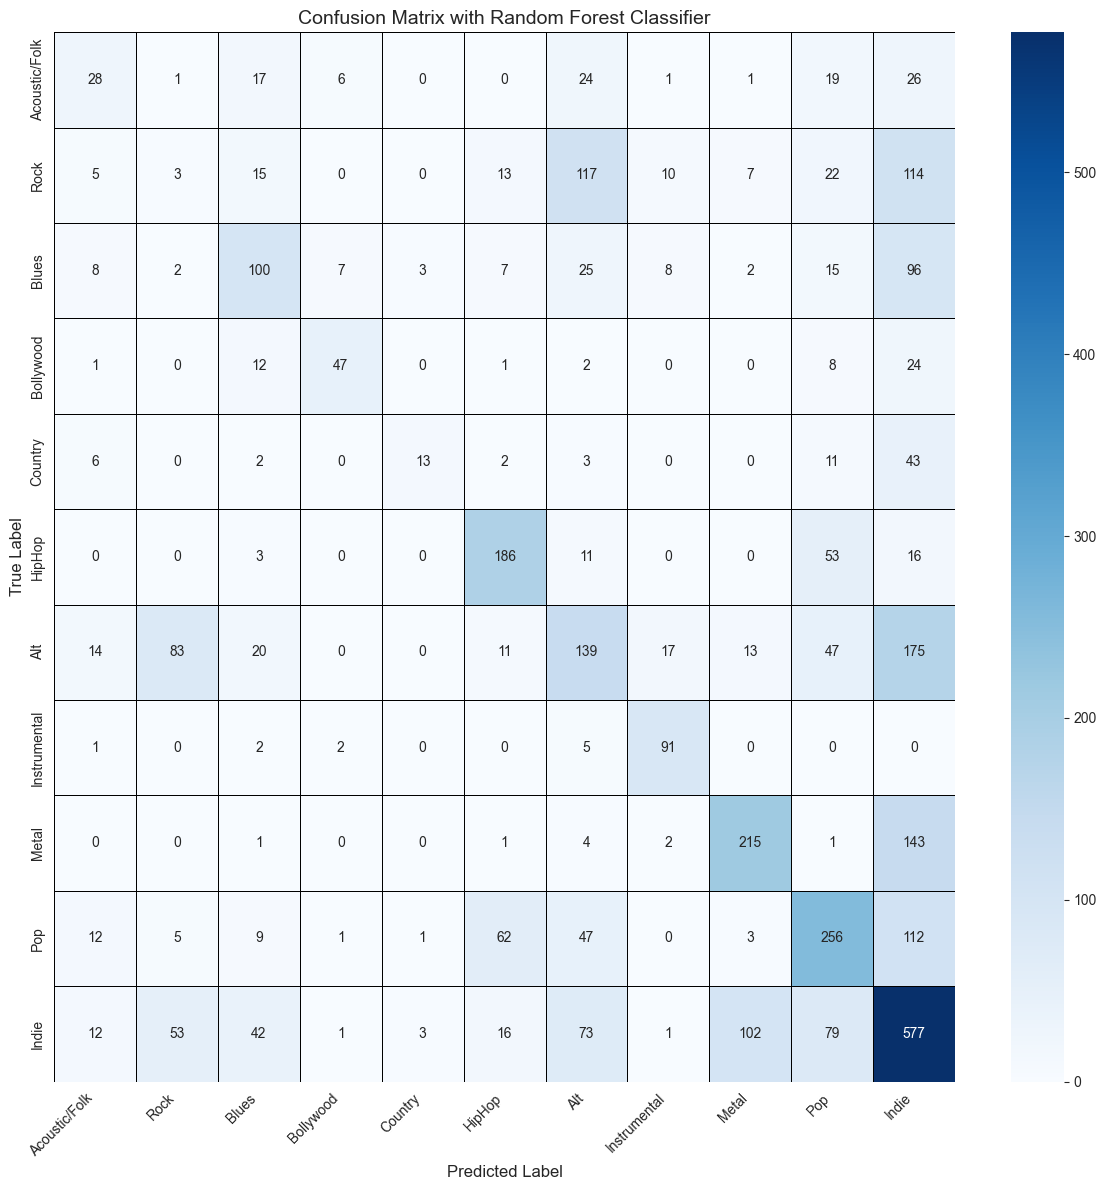 Confusion Matrix with Random Forest Classifier
True Label
Acoustic/Folk 28 1 17 6 0 0 24 1 1 19 26
Rock 5 3 15 0 0 13 117 10 7 22 114
Blues 8 2 100 7 3 7 25 8 2 15 96
Bollywood 1 0 12 47 0 1 2 0 0 8 24
Country 6 0 2 0 13 2 3 0 0 11 43
HipHop 0 0 3 0 0 186 11 0 0 53 16
Alt 14 83 20 0 0 11 139 17 13 47 175
Instrumental 1 0 2 2 0 0 5 91 0 0 0
Metal 0 0 1 0 0 1 4 2 215 1 143
Pop 12 5 9 1 1 62 47 0 3 256 112
Indie 12 53 42 1 3 16 73 1 102 79 577
Acoustic/Folk Rock Blues Bollywood Country HipHop Alt Instrumental Metal Pop Indie
Predicted Label
500
400
300
200
100
0